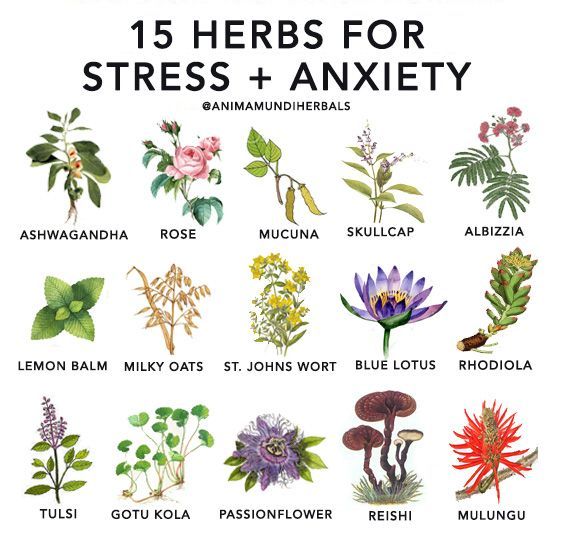 15 HERBS FOR
STRESS + ANXIETY
@ANIMAMUNDIHERBALS
ASHWAGANDHA ROSE MUCUNA SKULLCAP ALBIZZIA
LEMON BALM MILKY OATS ST. JOHNS WORT BLUE LOTUS RHODIOLA
TULSI GOTU KOLA PASSIONFLOWER REISHI MULUNGU